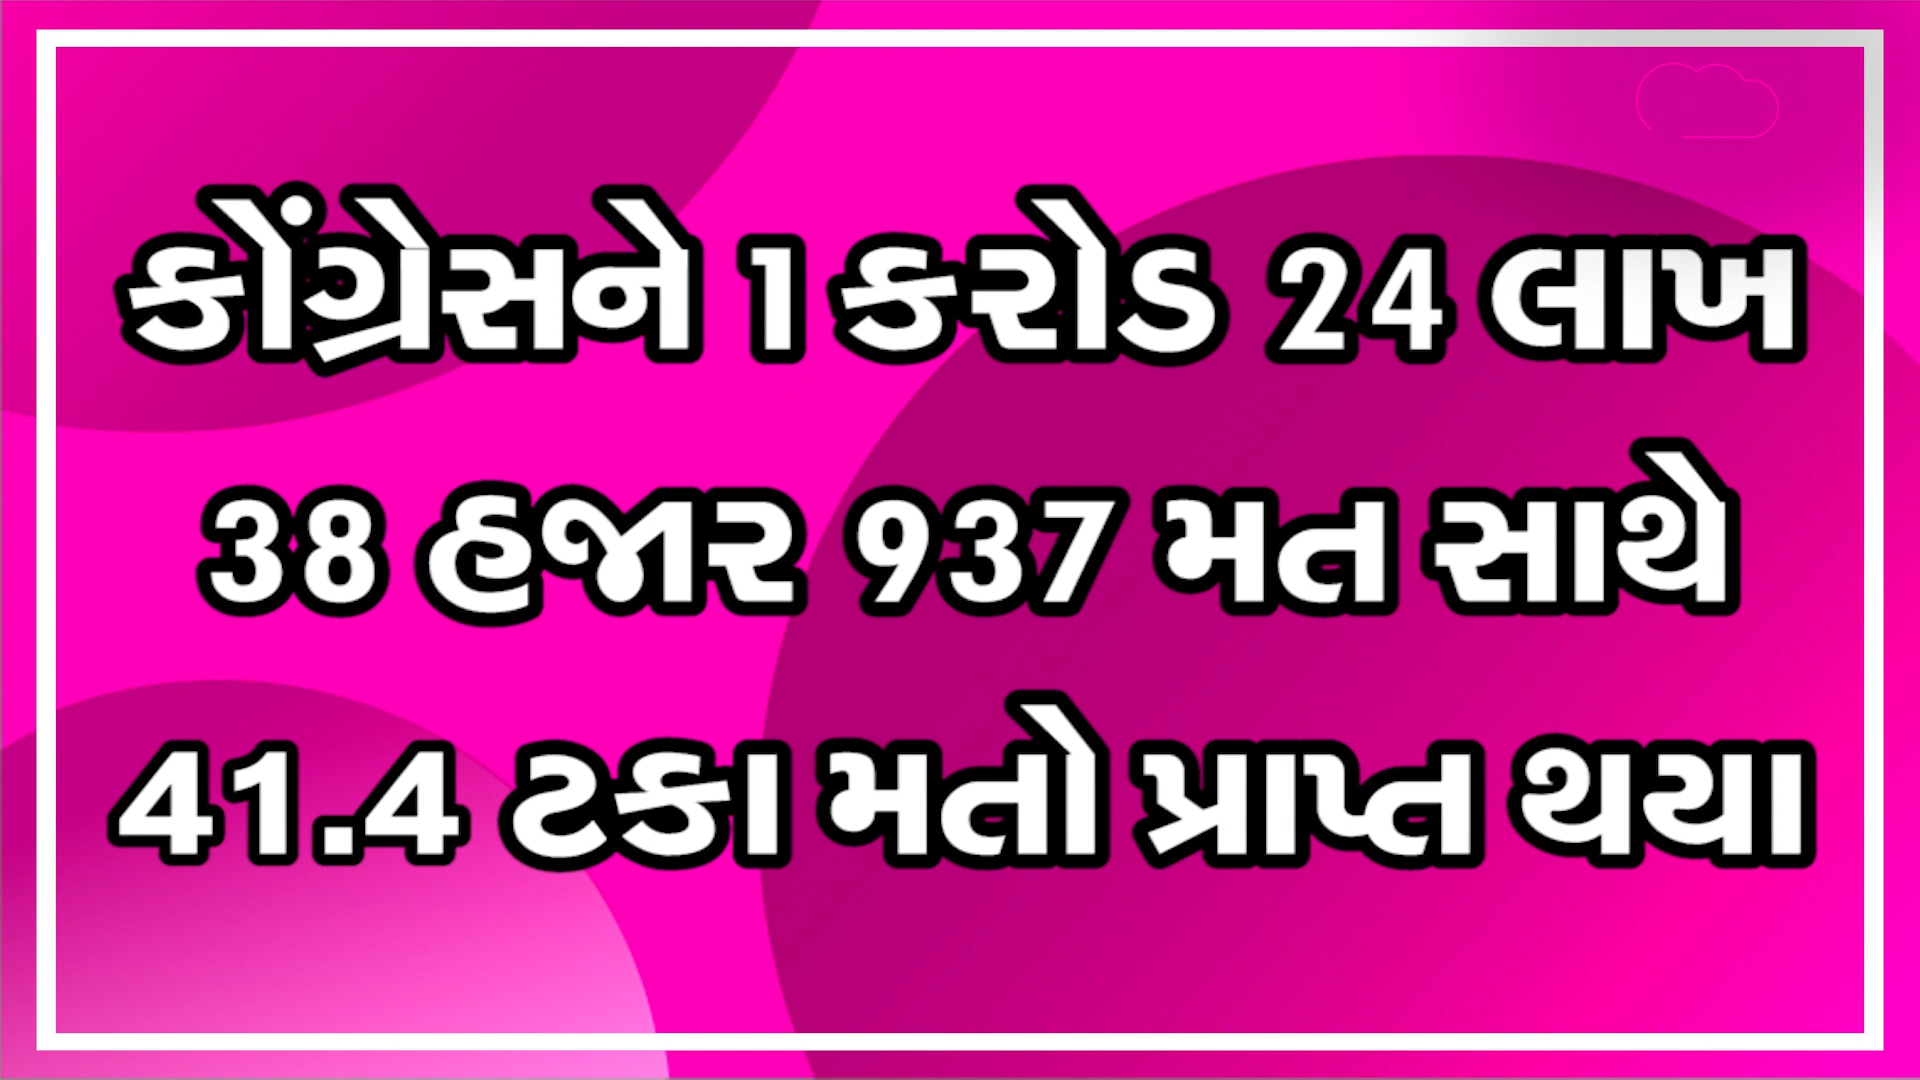 કોંગ્રેસને 1 કરોડ 24 લાખ
38 હજાર 937 મત સાથે
41.4 ટકા મતો પ્રાપ્ત થયા